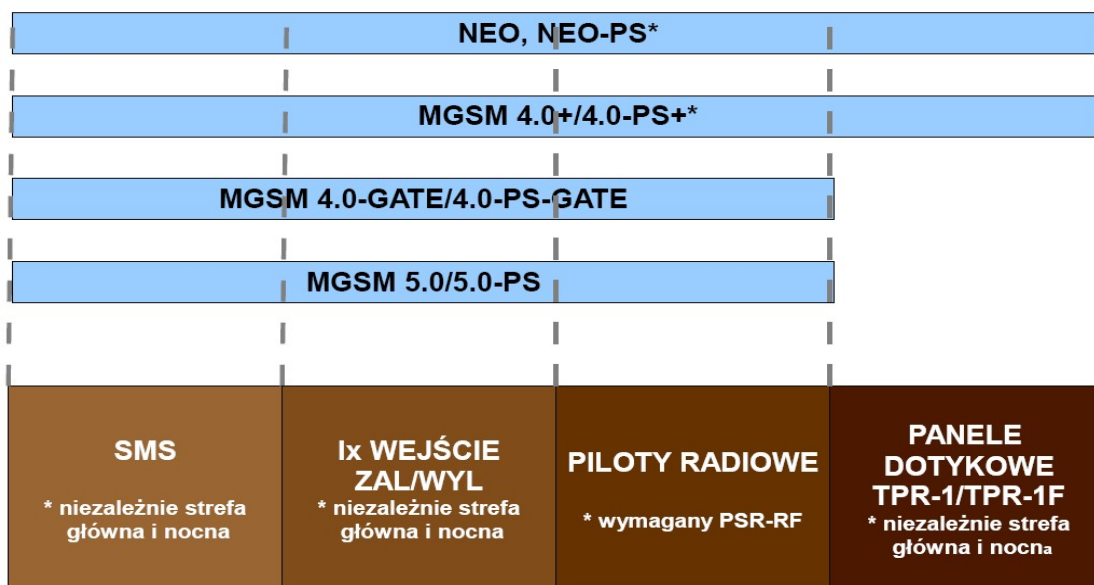 NEO, NEO-PS*
MGSM 4.0+/4.0-PS+*
MGSM 4.0-GATE/4.0-PS-GATE
MGSM 5.0/5.0-PS
SMS
* niezależnie strefa
główna i nocna
Ix WEJŚCIE
ZAL/WYL
* niezależnie strefa
główna i nocna
PILOTY RADIOWE
* wymagany PSR-RF
PANELE
DOTYKOWE
TPR-1/TPR-1F
* niezależnie strefa
główna i nocna